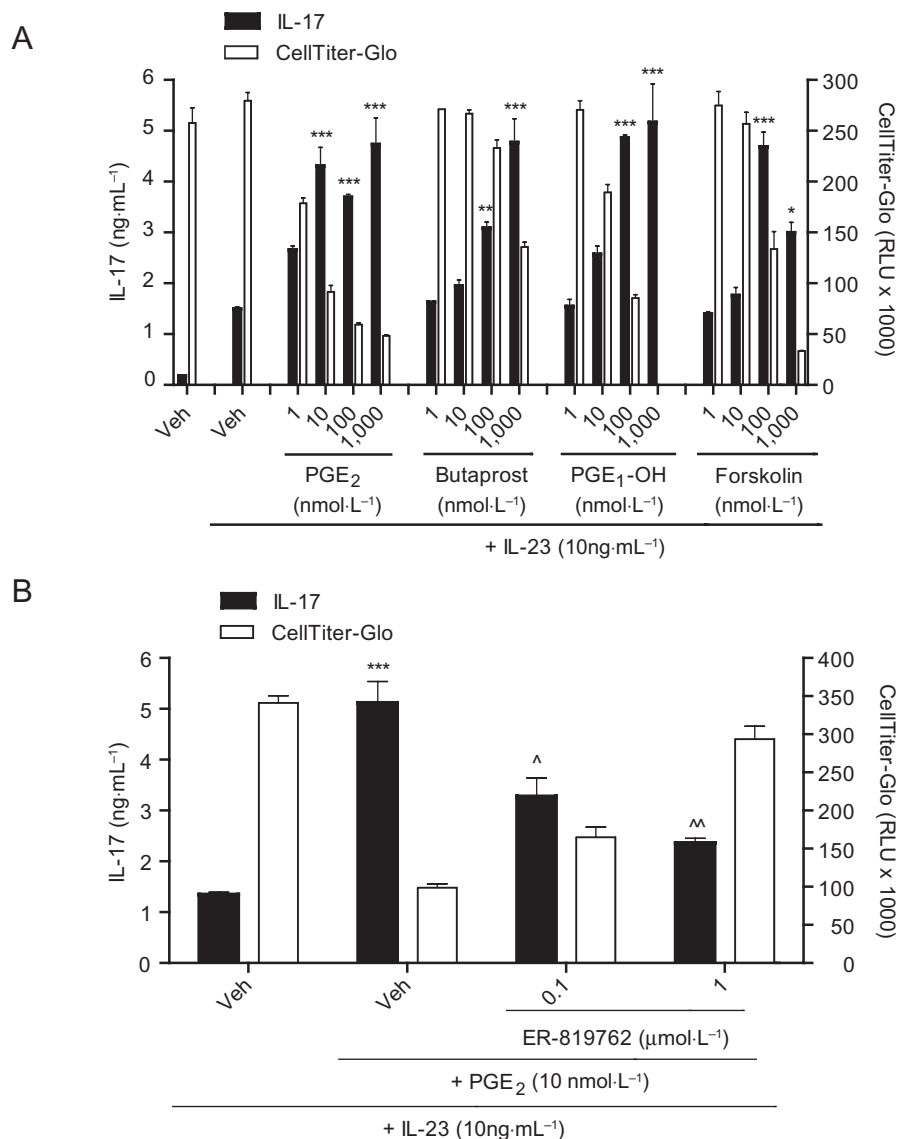 A
IL-17
CellTiter-Glo
6
5
4
3
2
1
0
IL-17 (ng·mL⁻¹)
300
250
200
150
100
50
0
CellTiter-Glo (RLU x 1000)
*** *** *** ** *** *** *** *** *
Veh Veh 1 10 100 1,000 1 10 100 1,000 1 10 100 1,000 1 10 100 1,000
PGE₂ Butaprost PGE₁-OH Forskolin
(nmol·L⁻¹) (nmol·L⁻¹) (nmol·L⁻¹) (nmol·L⁻¹)
+ IL-23 (10ng·mL⁻¹)
B
IL-17
CellTiter-Glo
6
5
4
3
2
1
0
IL-17 (ng·mL⁻¹)
400
350
300
250
200
150
100
50
0
CellTiter-Glo (RLU x 1000)
*** ^ ^^
Veh Veh 0.1 1
ER-819762 (μmol·L⁻¹)
+ PGE₂ (10 nmol·L⁻¹)
+ IL-23 (10ng·mL⁻¹)